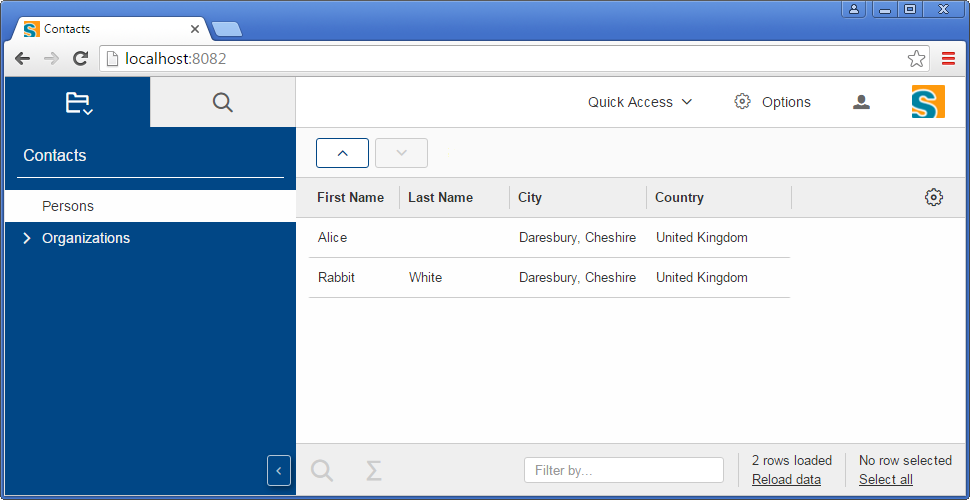 Contacts
localhost:8082
Quick Access Options
Contacts
Persons
Organizations
First Name Last Name City Country
Alice Daresbury, Cheshire United Kingdom
Rabbit White Daresbury, Cheshire United Kingdom
Filter by...
2 rows loaded
Reload data
No row selected
Select all